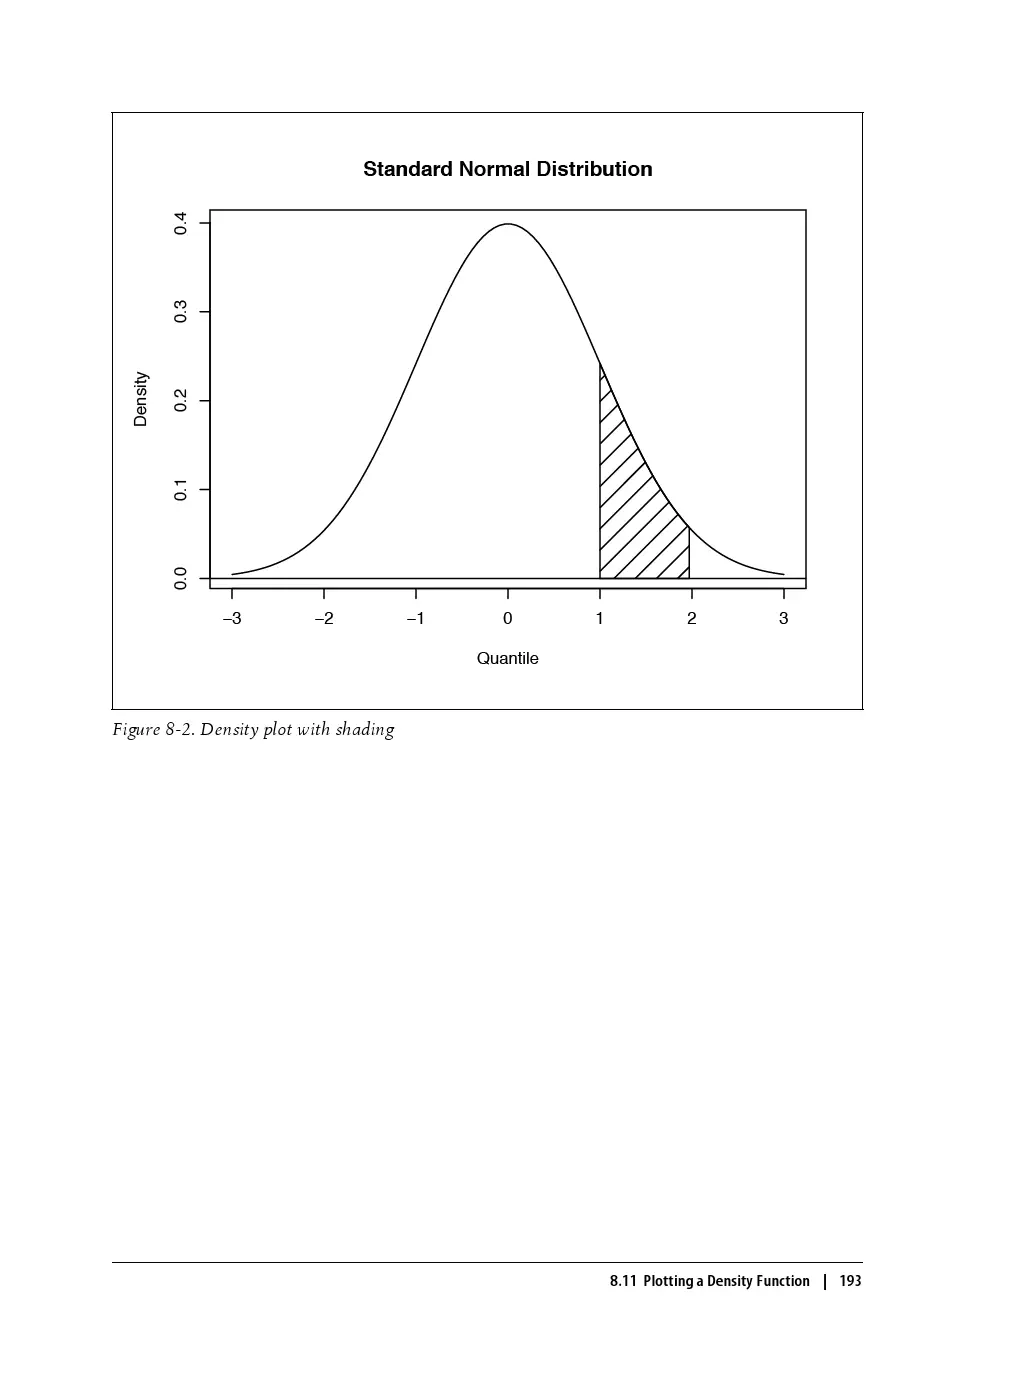 Standard Normal Distribution
0.4
0.3
0.2
0.1
0.0
Density
−3 −2 −1 0 1 2 3
Quantile
Figure 8-2. Density plot with shading
8.11 Plotting a Density Function | 193